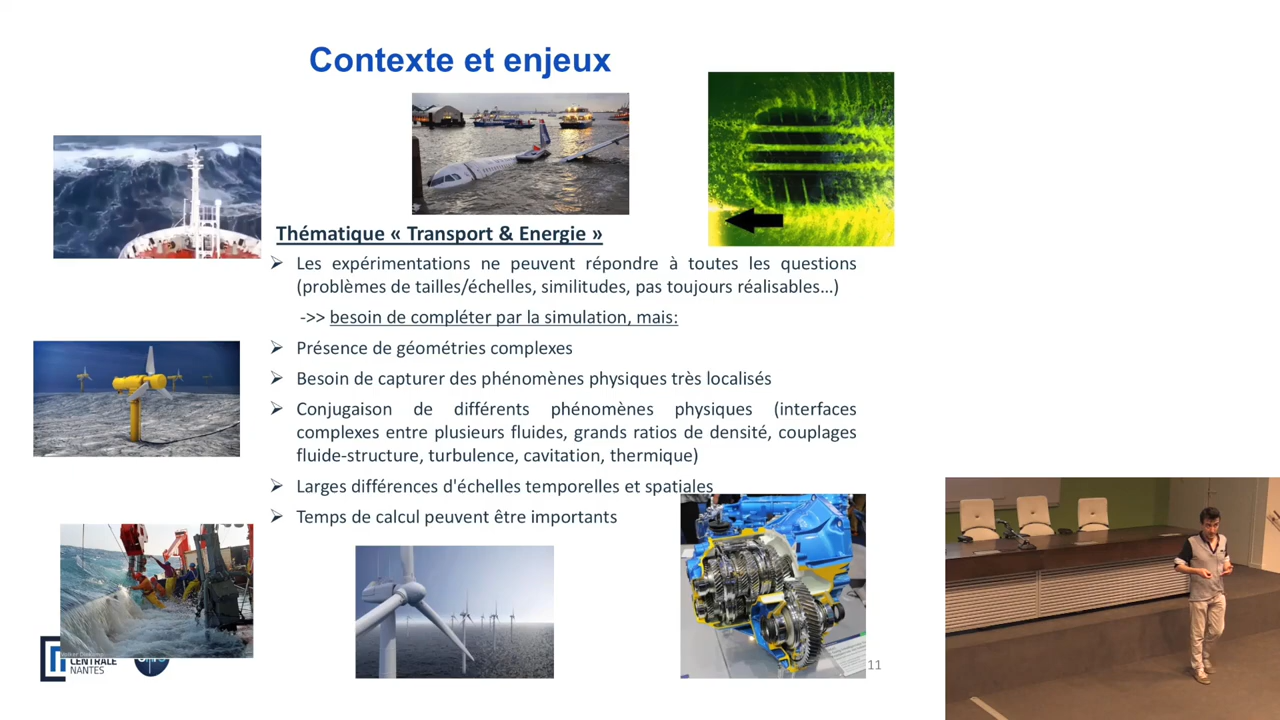 Contexte et enjeux
Thématique « Transport & Energie »
➢ Les expérimentations ne peuvent répondre à toutes les questions
(problèmes de tailles/échelles, similitudes, pas toujours réalisables…)
->> besoin de compléter par la simulation, mais:
➢ Présence de géométries complexes
➢ Besoin de capturer des phénomènes physiques très localisés
➢ Conjugaison de différents phénomènes physiques (interfaces
complexes entre plusieurs fluides, grands ratios de densité, couplages
fluide-structure, turbulence, cavitation, thermique)
➢ Larges différences d'échelles temporelles et spatiales
➢ Temps de calcul peuvent être importants
CENTRALE
NANTES
11